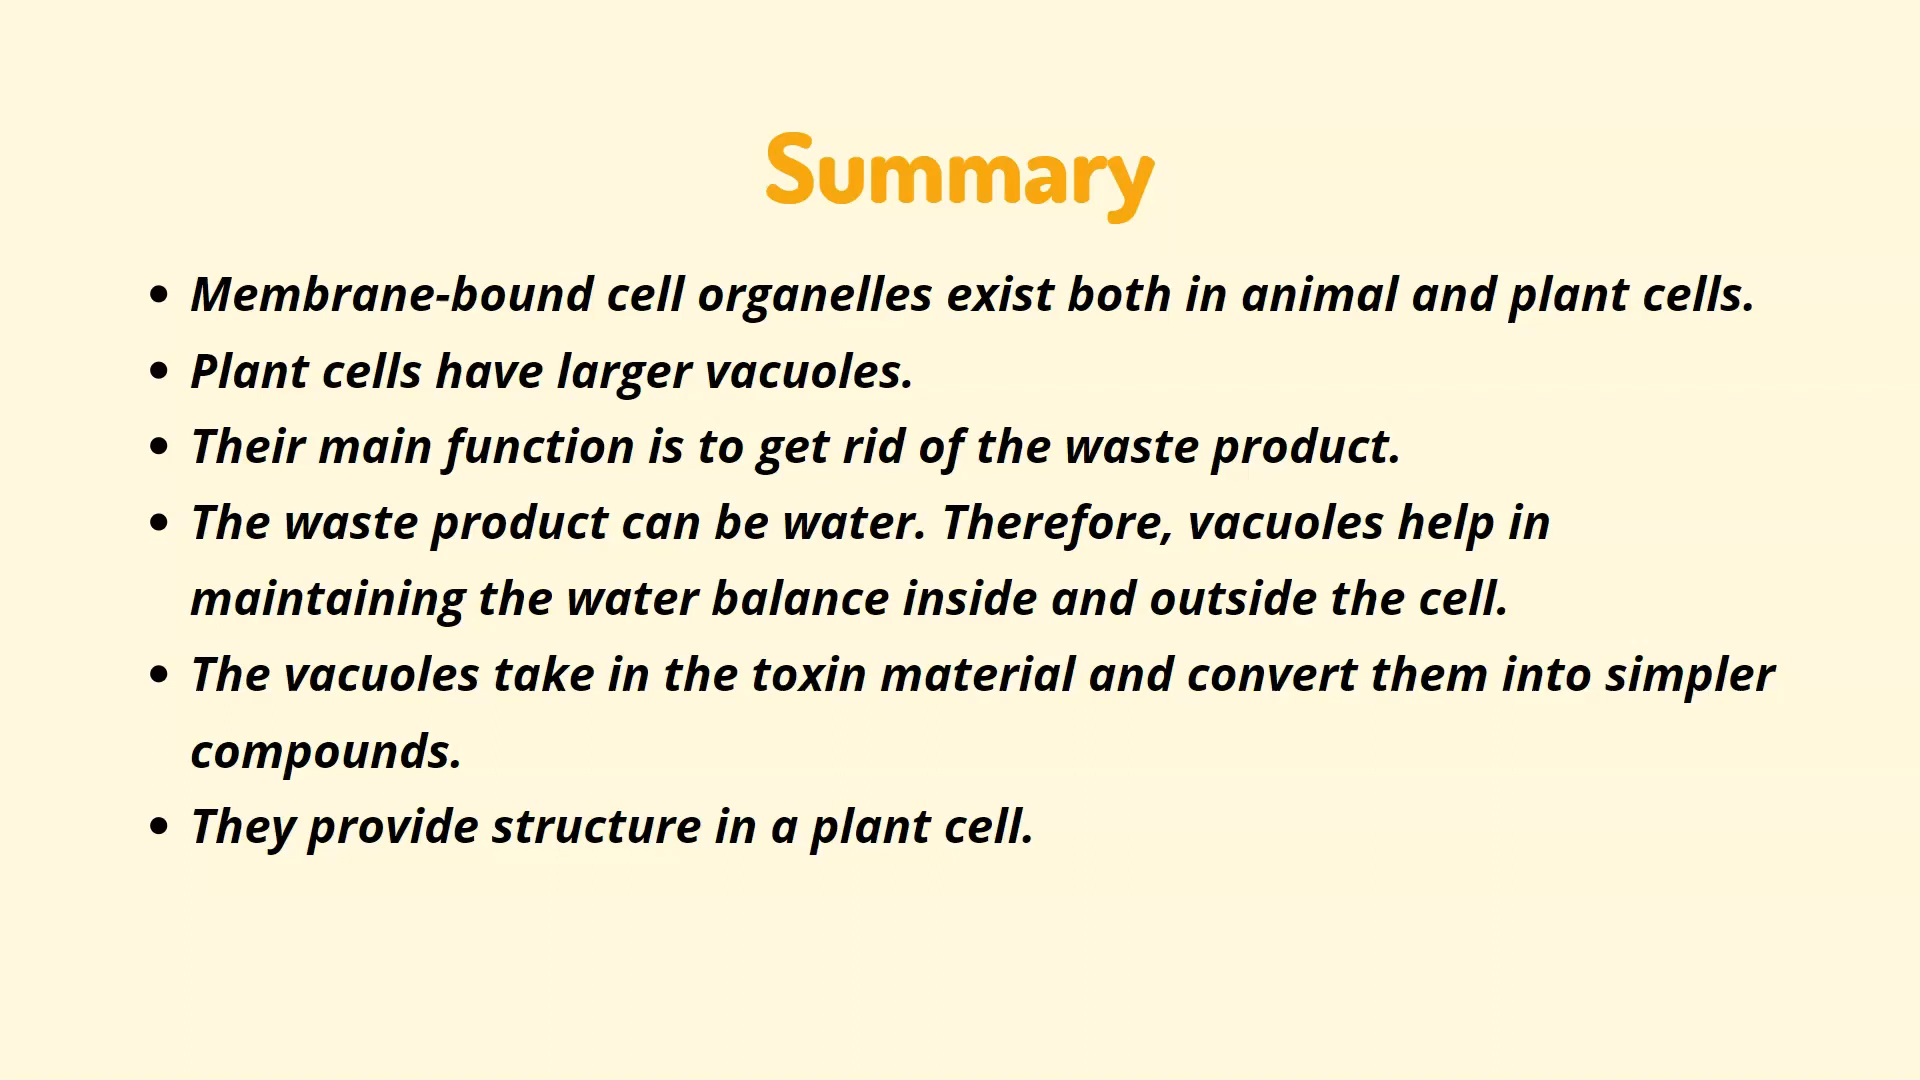 Summary
• Membrane-bound cell organelles exist both in animal and plant cells.
• Plant cells have larger vacuoles.
• Their main function is to get rid of the waste product.
• The waste product can be water. Therefore, vacuoles help in
maintaining the water balance inside and outside the cell.
• The vacuoles take in the toxin material and convert them into simpler
compounds.
• They provide structure in a plant cell.